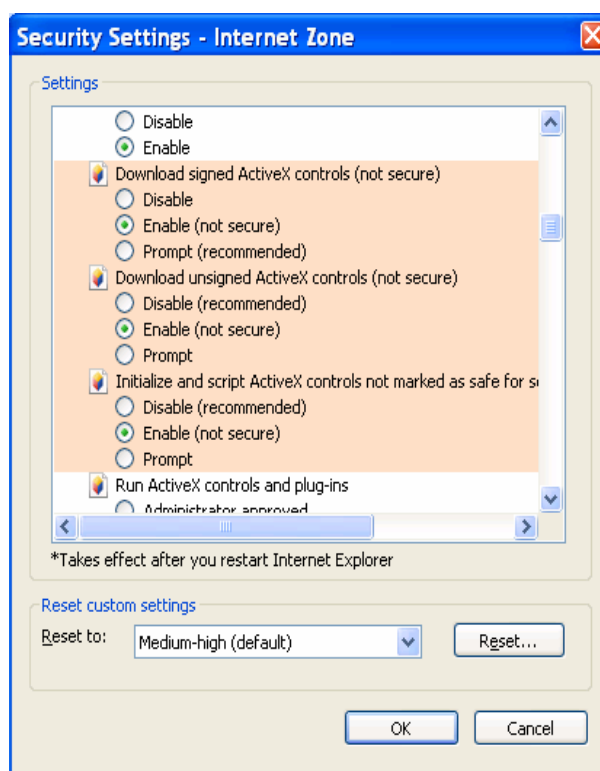 Security Settings - Internet Zone
Settings
Disable
Enable
Download signed ActiveX controls (not secure)
Disable
Enable (not secure)
Prompt (recommended)
Download unsigned ActiveX controls (not secure)
Disable (recommended)
Enable (not secure)
Prompt
Initialize and script ActiveX controls not marked as safe for
Disable (recommended)
Enable (not secure)
Prompt
Run ActiveX controls and plug-ins
Administrator approved
*Takes effect after you restart Internet Explorer
Reset custom settings
Reset to:
Medium-high (default)
Reset...
OK
Cancel